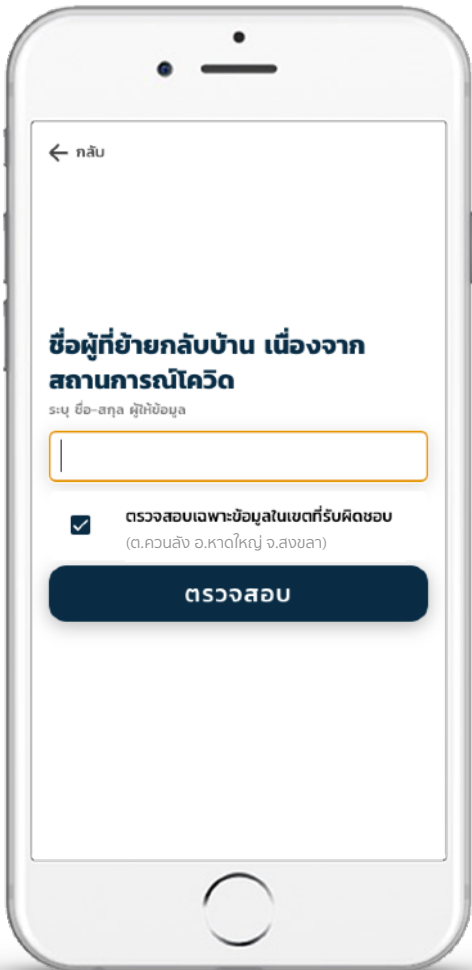 ← กลับ
ชื่อผู้ที่ย้ายกลับบ้าน เนื่องจาก
สถานการณ์โควิด
ระบุ ชื่อ-สกุล ผู้ให้ข้อมูล
ตรวจสอบเฉพาะข้อมูลในเขตที่รับผิดชอบ
(ต.ควนลัง อ.หาดใหญ่ จ.สงขลา)
ตรวจสอบ